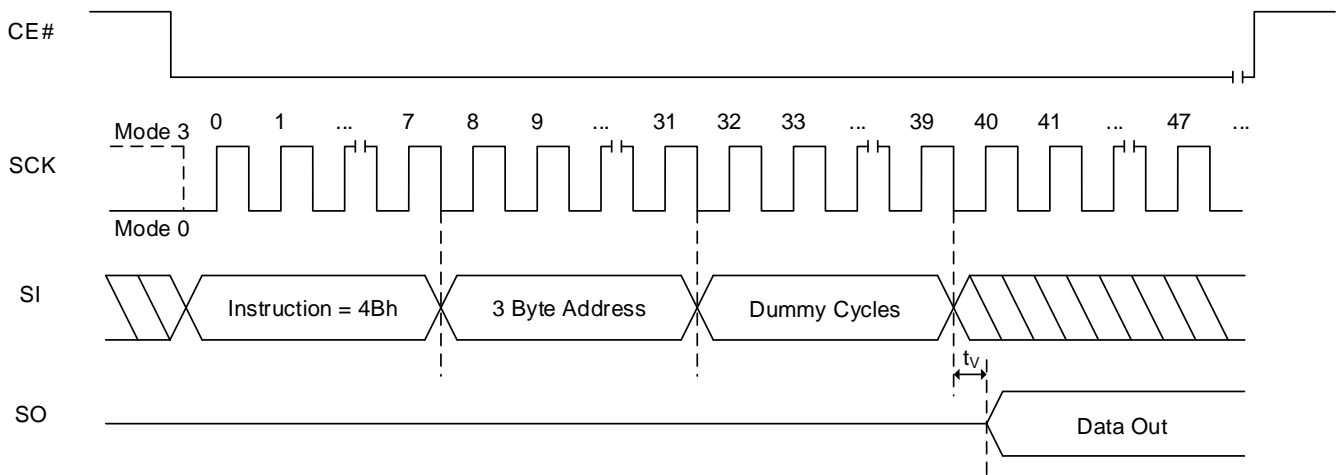 CE#
Mode 3
0 1 ... 7 8 9 ... 31 32 33 ... 39 40 41 ... 47 ...
SCK
Mode 0
SI
Instruction = 4Bh
3 Byte Address
Dummy Cycles
tV
SO
Data Out